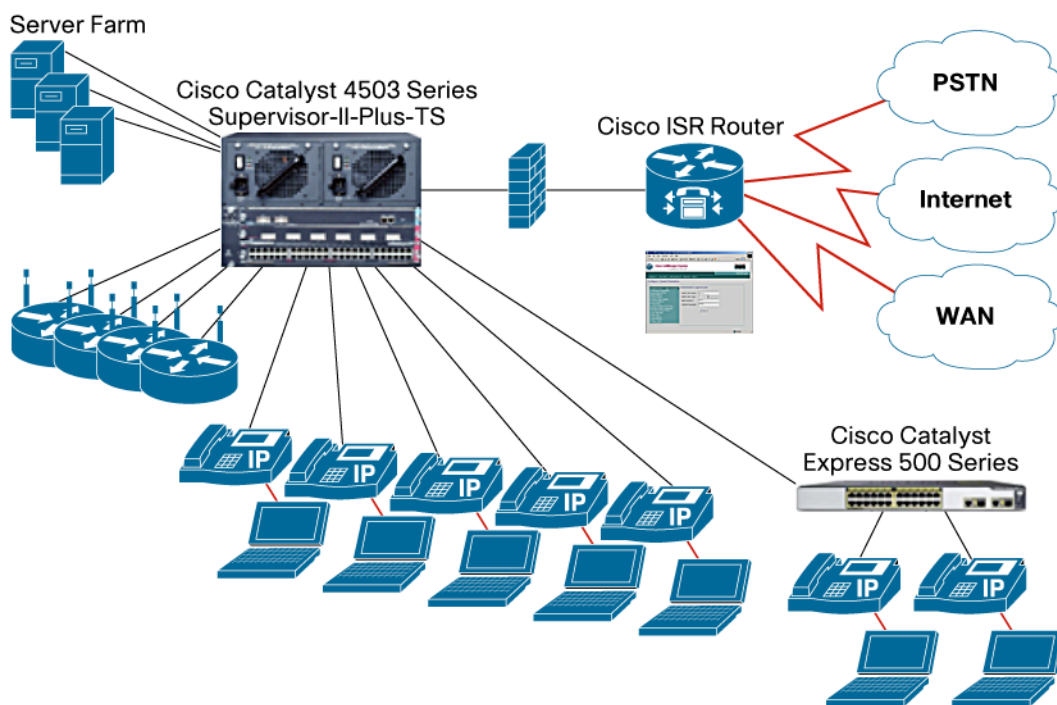 Server Farm
Cisco Catalyst 4503 Series
Supervisor-II-Plus-TS
Cisco ISR Router
PSTN
Internet
WAN
Cisco Catalyst
Express 500 Series
IP
IP
IP
IP
IP
IP
IP